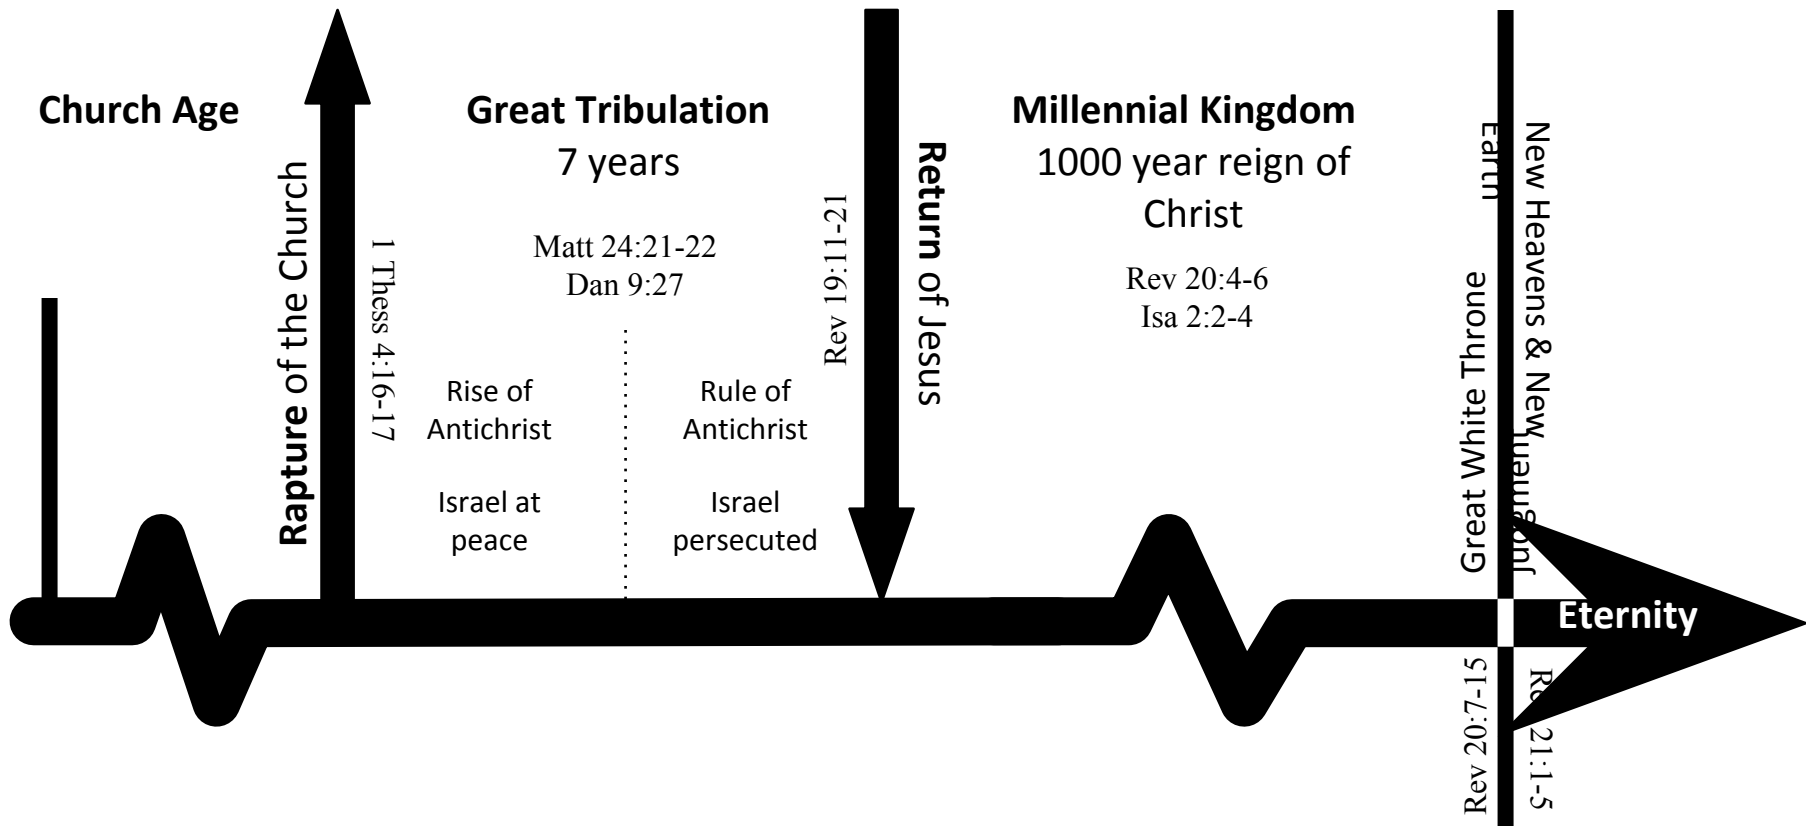 Church Age
Rapture of the Church
1 Thess 4:16-17
Great Tribulation
7 years
Matt 24:21-22
Dan 9:27
Rise of
Antichrist
Israel at
peace
Rule of
Antichrist
Israel
persecuted
Rev 19:11-21
Return of Jesus
Millennial Kingdom
1000 year reign of
Christ
Rev 20:4-6
Isa 2:2-4
Great White Throne
Judgment
Rev 20:7-15
New Heavens & New
Earth
Rev 21:1-5
Eternity